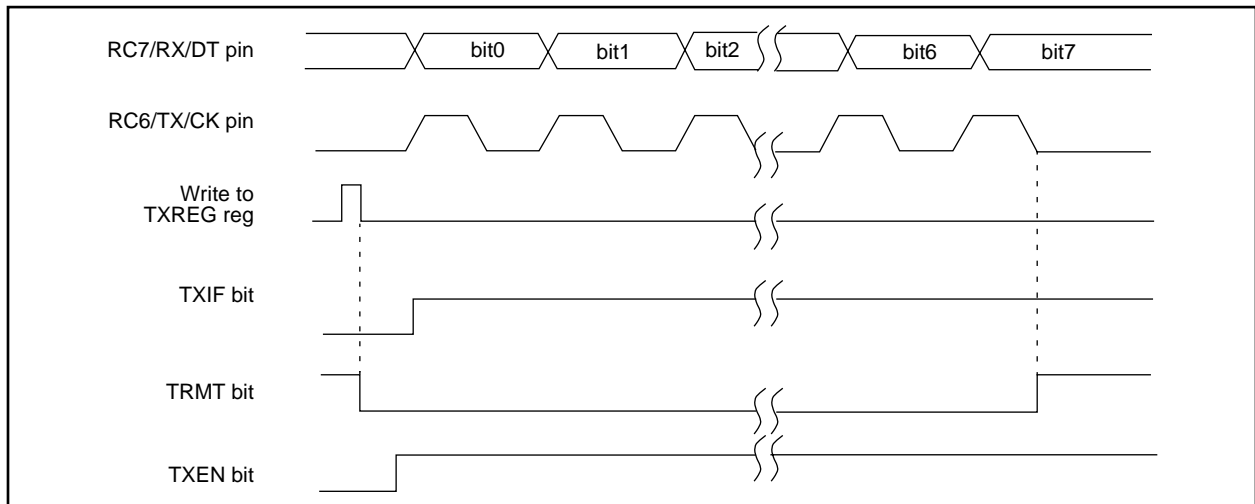 RC7/RX/DT pin
bit0 bit1 bit2 bit6 bit7
RC6/TX/CK pin
Write to
TXREG reg
TXIF bit
TRMT bit
TXEN bit